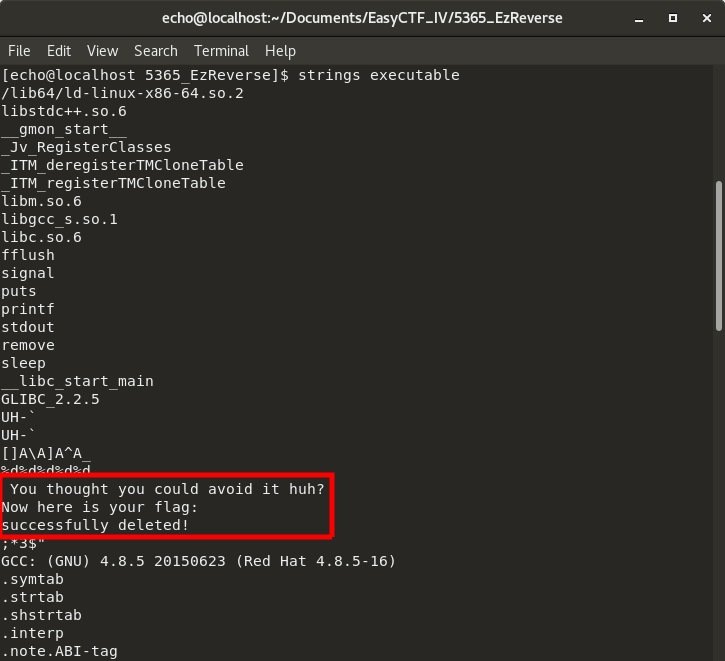 echo@localhost:~/Documents/EasyCTF_IV/5365_EzReverse
File Edit View Search Terminal Help
[echo@localhost 5365_EzReverse]$ strings executable
/lib64/ld-linux-x86-64.so.2
libstdc++.so.6
__gmon_start__
_Jv_RegisterClasses
_ITM_deregisterTMCloneTable
_ITM_registerTMCloneTable
libm.so.6
libgcc_s.so.1
libc.so.6
fflush
signal
puts
printf
stdout
remove
sleep
__libc_start_main
GLIBC_2.2.5
UH-`
UH-`
[]A\A]A^A_
%d%d%d%d%d
 You thought you could avoid it huh?
Now here is your flag:
successfully deleted!
;*3$"
GCC: (GNU) 4.8.5 20150623 (Red Hat 4.8.5-16)
.symtab
.strtab
.shstrtab
.interp
.note.ABI-tag